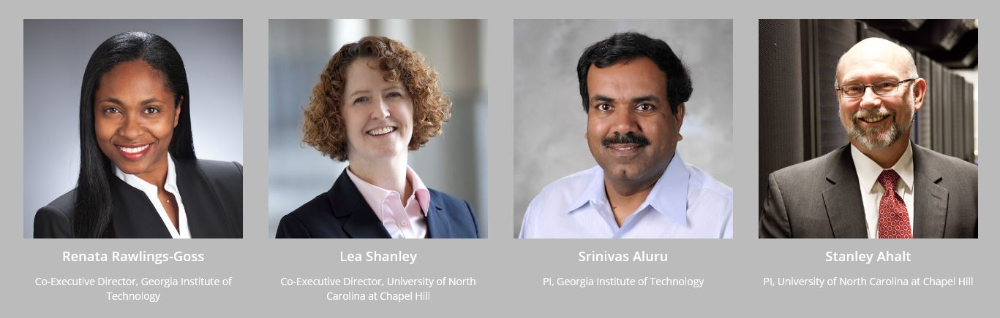 Renata Rawlings-Goss
Co-Executive Director, Georgia Institute of
Technology
Lea Shanley
Co-Executive Director, University of North
Carolina at Chapel Hill
Srinivas Aluru
PI, Georgia Institute of Technology
Stanley Ahalt
PI, University of North Carolina at Chapel Hill